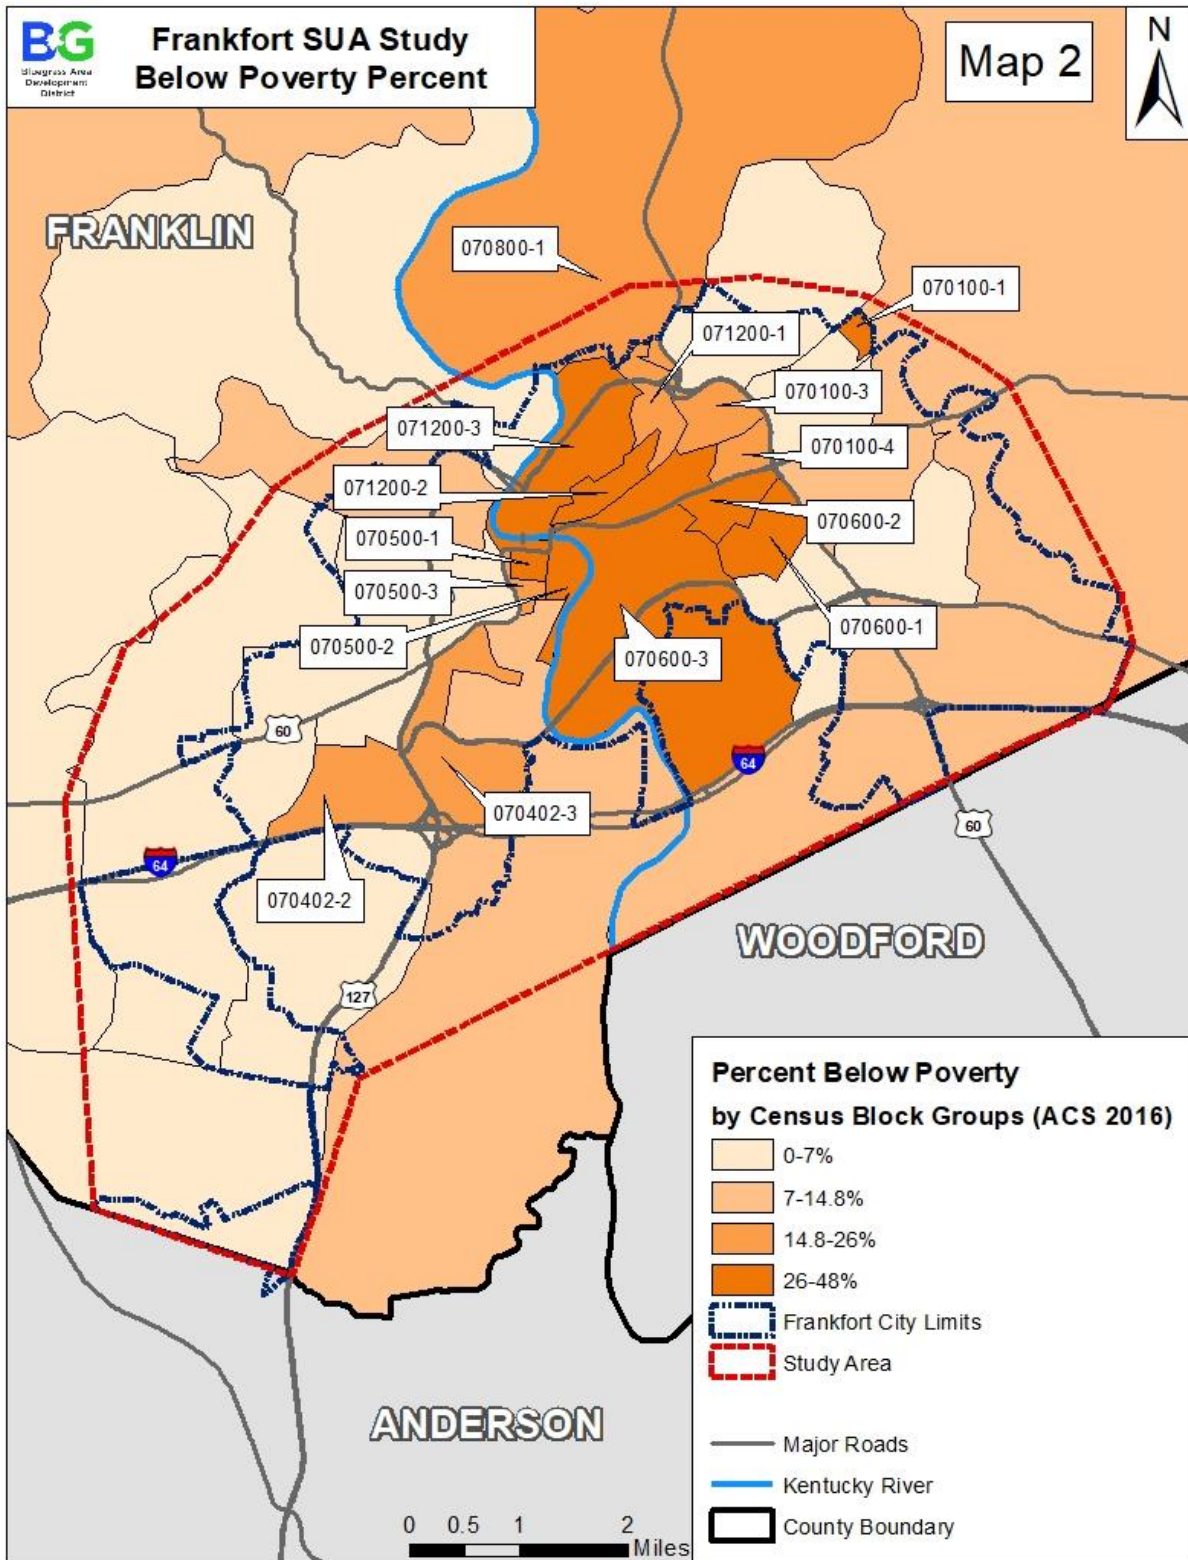 B G
Bluegrass Area
Development
District
Frankfort SUA Study
Below Poverty Percent
Map 2
N
FRANKLIN
070800-1
070100-1
071200-1
070100-3
071200-3
070100-4
071200-2
070600-2
070500-1
070500-3
070600-1
070500-2
070600-3
60
64
070402-3
60
64
070402-2
WOODFORD
127
Percent Below Poverty
by Census Block Groups (ACS 2016)
0-7%
7-14.8%
14.8-26%
26-48%
Frankfort City Limits
Study Area
ANDERSON
Major Roads
Kentucky River
County Boundary
0 0.5 1 2
Miles